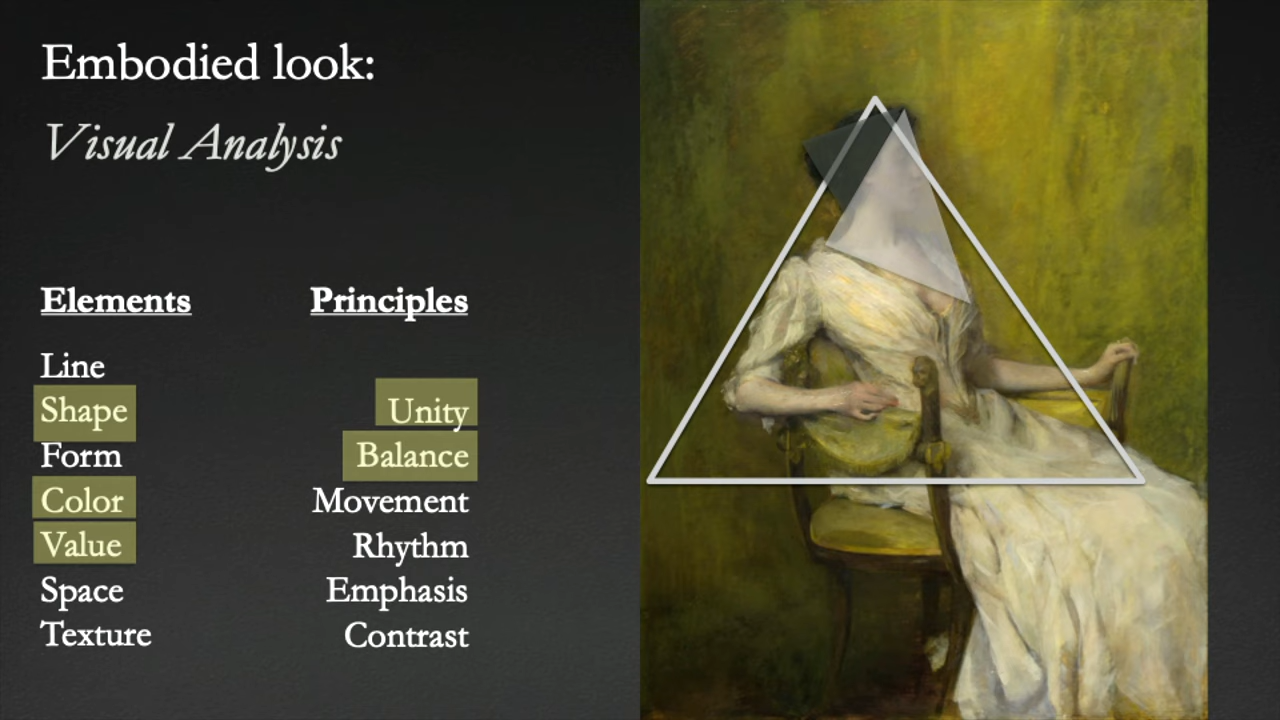 Embodied look:
Visual Analysis
Elements
Line
Shape
Form
Color
Value
Space
Texture
Principles
Unity
Balance
Movement
Rhythm
Emphasis
Contrast